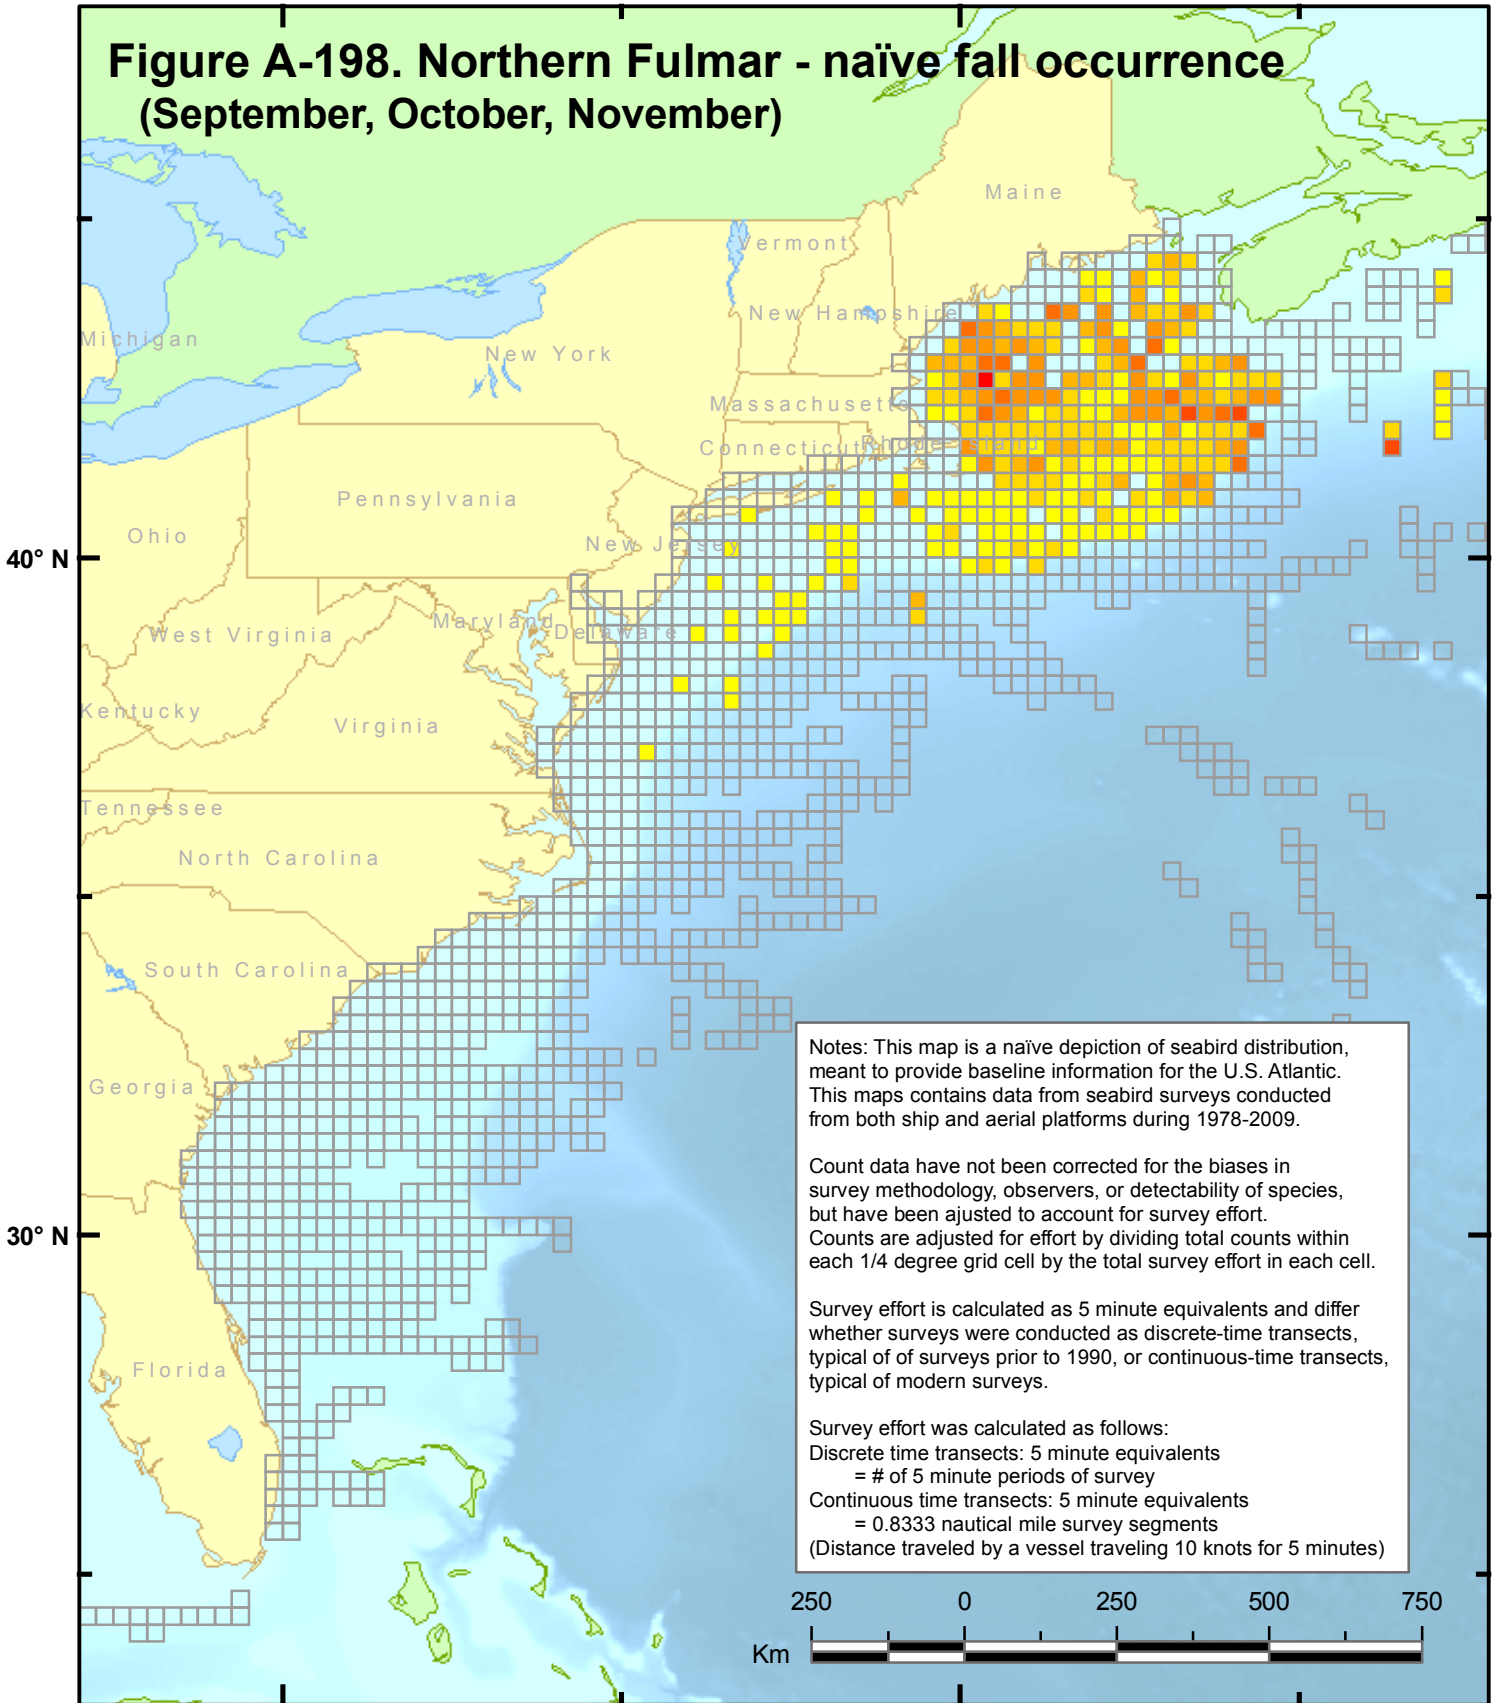 Figure A-198. Northern Fulmar - naïve fall occurrence
(September, October, November)
Maine
Vermont
New Hampshire
Michigan
New York
Massachusetts
Connecticut
Rhode Island
Pennsylvania
Ohio
New Jersey
40° N
Maryland
Delaware
West Virginia
Kentucky
Virginia
Tennessee
North Carolina
South Carolina
Georgia
30° N
Florida
Notes: This map is a naïve depiction of seabird distribution,
meant to provide baseline information for the U.S. Atlantic.
This maps contains data from seabird surveys conducted
from both ship and aerial platforms during 1978-2009.
Count data have not been corrected for the biases in
survey methodology, observers, or detectability of species,
but have been ajusted to account for survey effort.
Counts are adjusted for effort by dividing total counts within
each 1/4 degree grid cell by the total survey effort in each cell.
Survey effort is calculated as 5 minute equivalents and differ
whether surveys were conducted as discrete-time transects,
typical of of surveys prior to 1990, or continuous-time transects,
typical of modern surveys.
Survey effort was calculated as follows:
Discrete time transects: 5 minute equivalents
= # of 5 minute periods of survey
Continuous time transects: 5 minute equivalents
= 0.8333 nautical mile survey segments
(Distance traveled by a vessel traveling 10 knots for 5 minutes)
250 0 250 500 750
Km